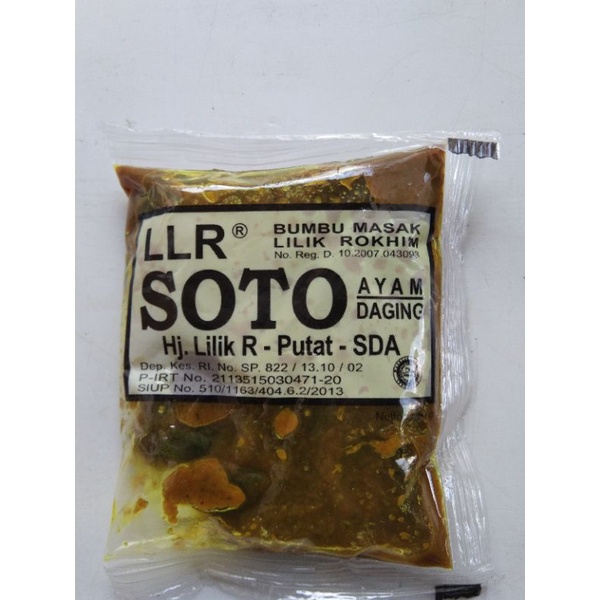 LLR ®
BUMBU MASAK
LILIK ROKHIM
No. Reg. D. 10.2007.043093
SOTO
AYAM
DAGING
Hj. Lilik R - Putat - SDA
Dep. Kes. RI. No. SP. 822 / 13.10 / 02
P-IRT No. 2113515030471-20
SIUP No. 510/1163/404.6.2/2013